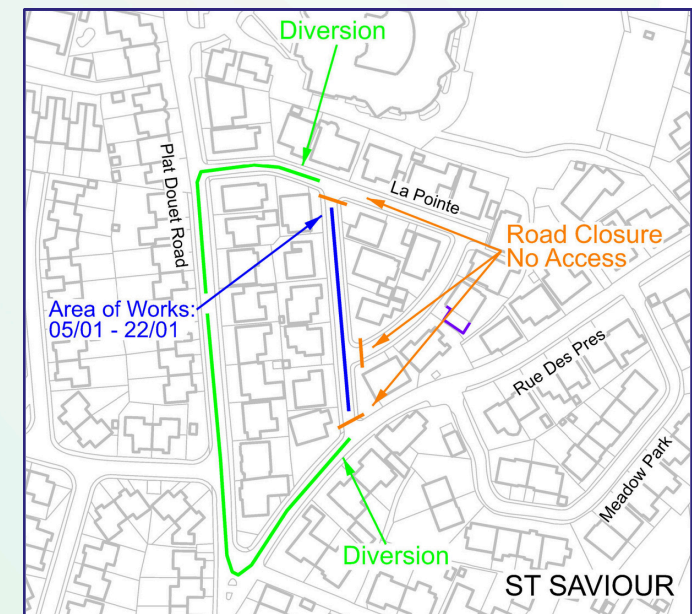 Diversion
Plat Douet Road
La Pointe
Road Closure
No Access
Area of Works:
05/01 - 22/01
Rue Des Pres
Meadow Park
Diversion
ST SAVIOUR